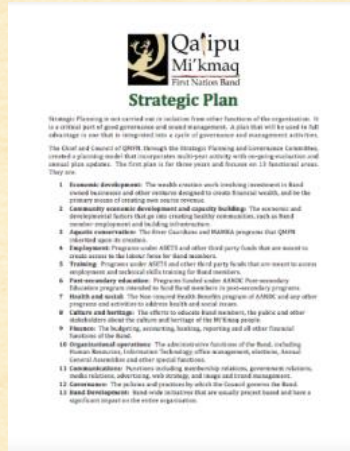 Qalipu
Mi'kmaq
First Nation Band
Strategic Plan
Strategic Planning is not carried out in isolation from other functions of the organization. It
is a critical part of good governance and sound management. A plan that will be used to full
advantage is one that is integrated into a cycle of governance and management activities.
The Chief and Council of QMFN, through the Strategic Planning and Governance Committee,
created a planning model that incorporates multi-year activity with on-going evaluation and
annual plan updates. The first plan is for three years and focuses on 13 functional areas.
They are:
1 Economic development: The wealth creation work involving investment in Band
owned businesses and other ventures designed to create financial wealth, and be the
primary means of creating own source revenue.
2 Community economic development and capacity building: The economic and
developmental factors that go into creating healthy communities, such as Band
member employment and building infrastructure.
3 Aquatic conservation: The River Guardians and MAMKA programs that QMFN
inherited upon its creation.
4 Employment: Programs under ASETS and other third party funds that are meant to
create access to the labour force for Band members.
5 Training: Programs under ASETS and other third party funds that are meant to access
employment and technical skills training for Band members.
6 Post-secondary education: Programs funded under AANDC Post-secondary
Education program intended to fund Band members in post-secondary programs.
7 Health and social: The Non-insured Health Benefits program of AANDC and any other
programs and activities to address health and social issues.
8 Culture and heritage: The efforts to educate Band members, the public and other
stakeholders about the culture and heritage of the Mi'kmaq people.
9 Finance: The budgeting, accounting, banking, reporting and all other financial
functions of the Band.
10 Organizational operations: The administrative functions of the Band, including
Human Resources, Information Technology, office management, elections, Annual
General Assemblies and other special functions.
11 Communications: Functions including membership relations, government relations,
media relations, advertising, web strategy, and image and brand management.
12 Governance: The policies and practices by which the Council governs the Band.
13 Band Development: Band-wide initiatives that are usually project based and have a
significant impact on the entire organization.